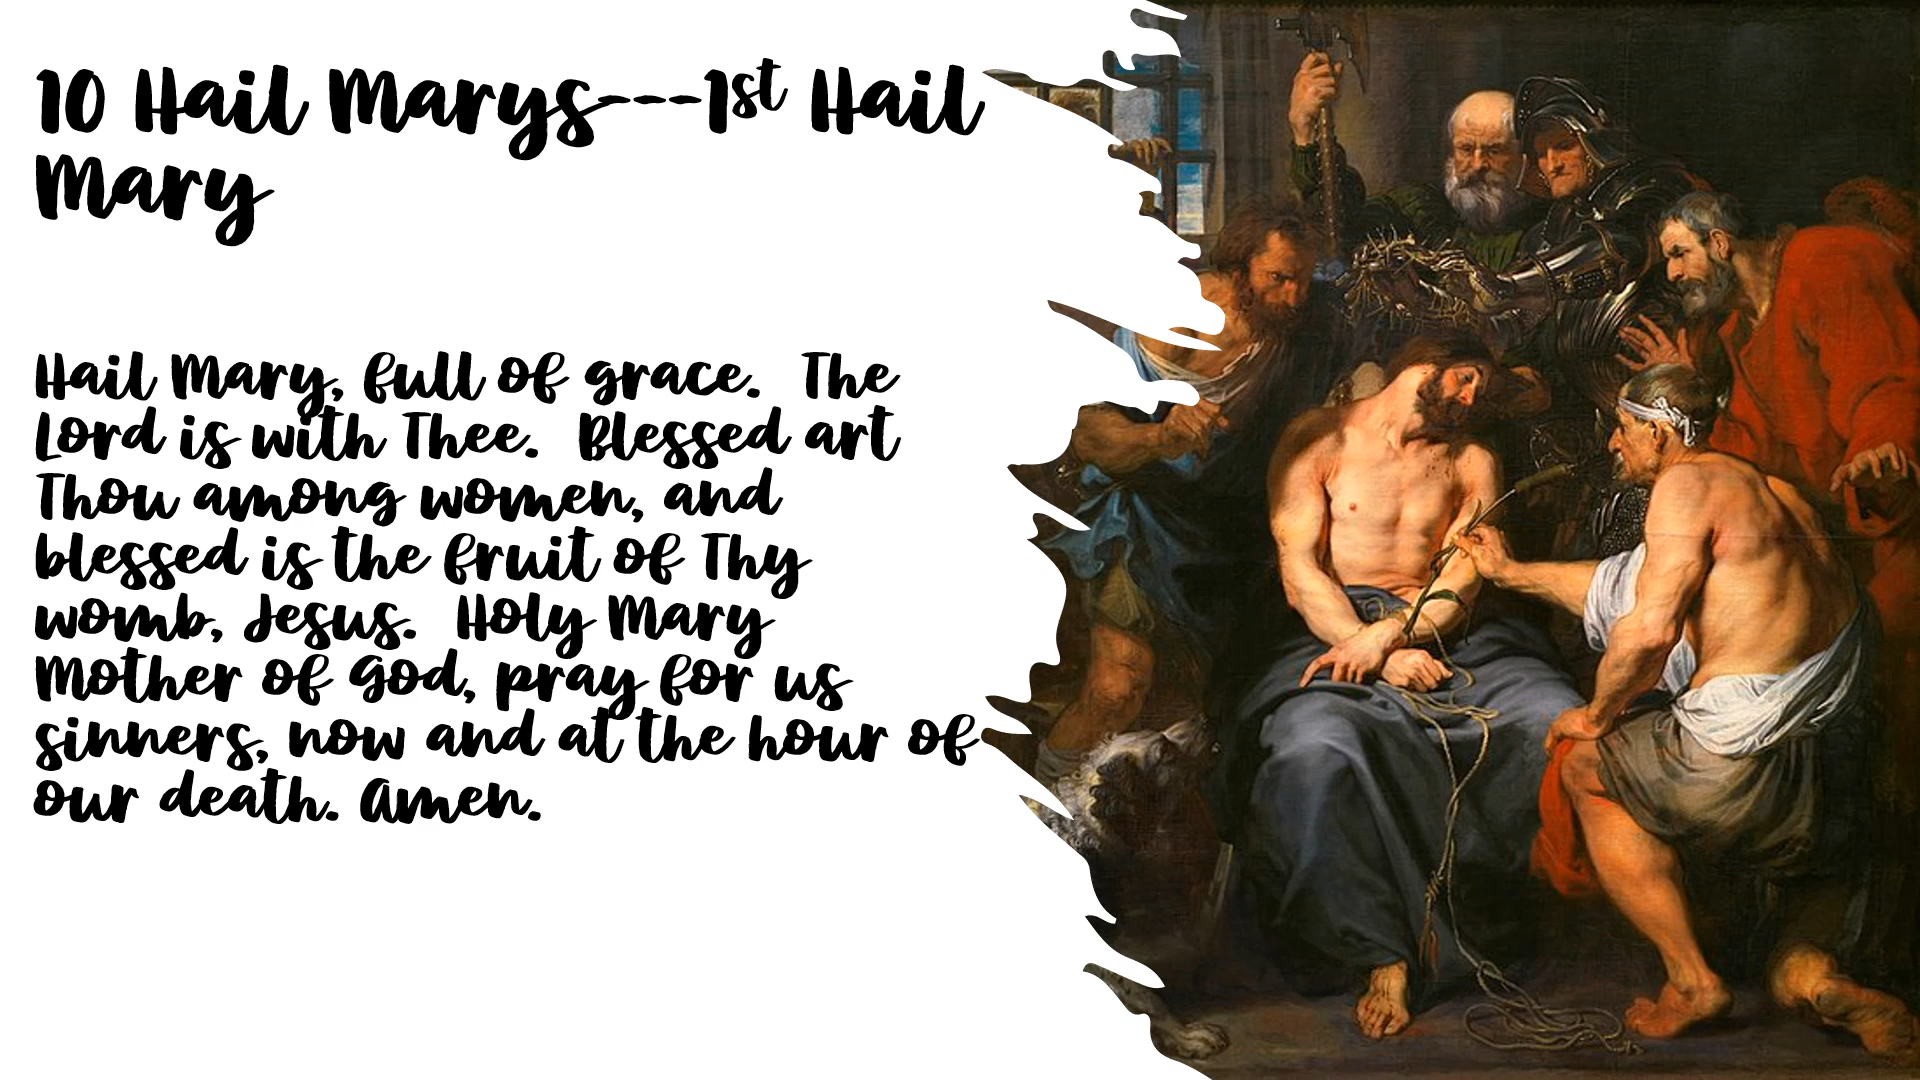 10 Hail Marys---1st Hail
Mary
Hail Mary, full of grace.  The
Lord is with Thee.  Blessed art
Thou among women, and
blessed is the fruit of Thy
womb, Jesus.  Holy Mary
Mother of God, pray for us
sinners, now and at the hour of
our death. Amen.